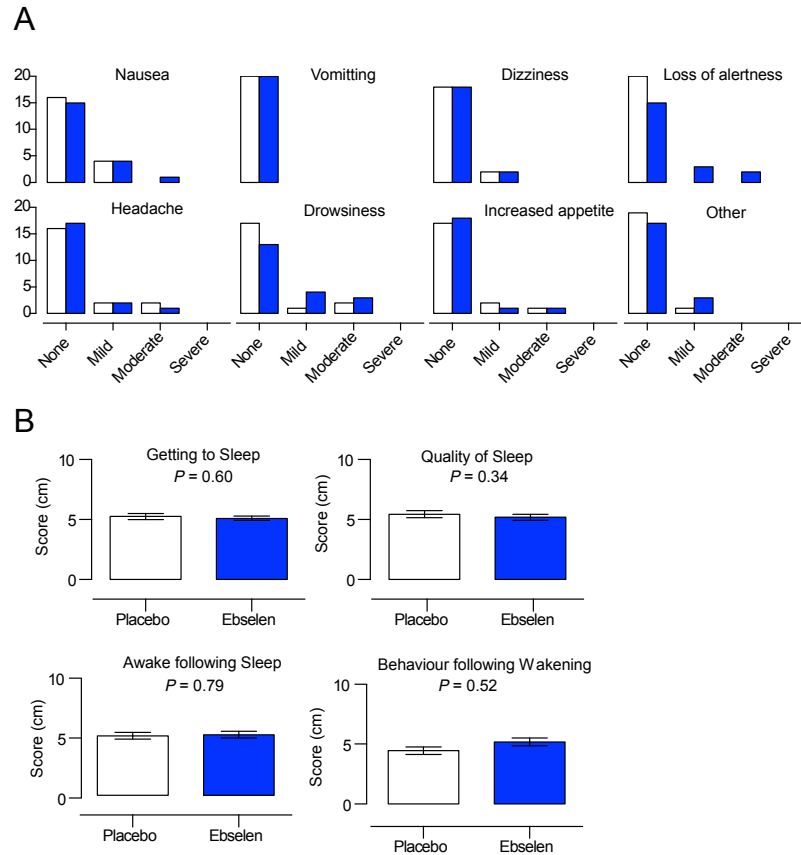 A
Nausea Vomitting Dizziness Loss of alertness
20
15
10
5
0
Headache Drowsiness Increased appetite Other
20
15
10
5
0
None Mild Moderate Severe None Mild Moderate Severe None Mild Moderate Severe None Mild Moderate Severe
B
Getting to Sleep
P = 0.60
Score (cm)
10
5
0
Placebo Ebselen
Quality of Sleep
P = 0.34
Score (cm)
10
5
0
Placebo Ebselen
Awake following Sleep
P = 0.79
Score (cm)
10
5
0
Placebo Ebselen
Behaviour following Wakening
P = 0.52
Score (cm)
10
5
0
Placebo Ebselen